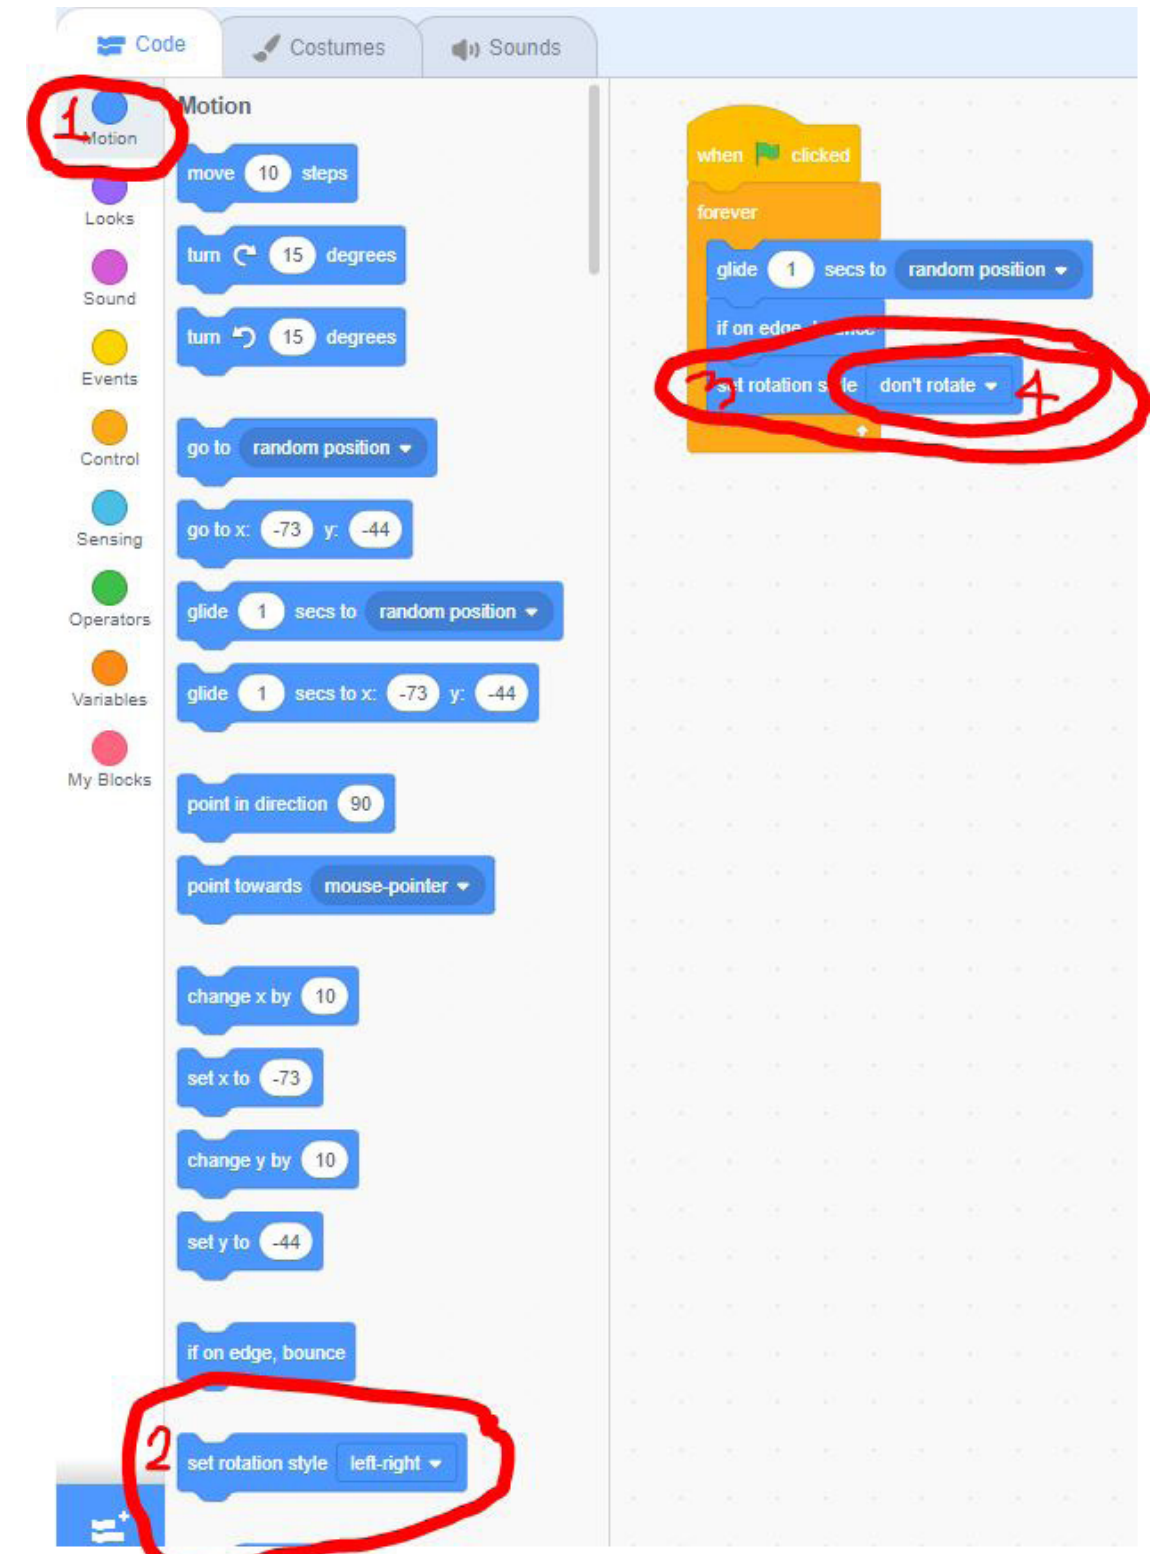 Code
Costumes
Sounds
1
Motion
Looks
Sound
Events
Control
Sensing
Operators
Variables
My Blocks
Motion
move 10 steps
turn 15 degrees
turn 15 degrees
go to random position
go to x: -73 y: -44
glide 1 secs to random position
glide 1 secs to x: -73 y: -44
point in direction 90
point towards mouse-pointer
change x by 10
set x to -73
change y by 10
set y to -44
if on edge, bounce
2
set rotation style left-right
when clicked
forever
glide 1 secs to random position
if on edge, bounce
3
set rotation style don't rotate
4